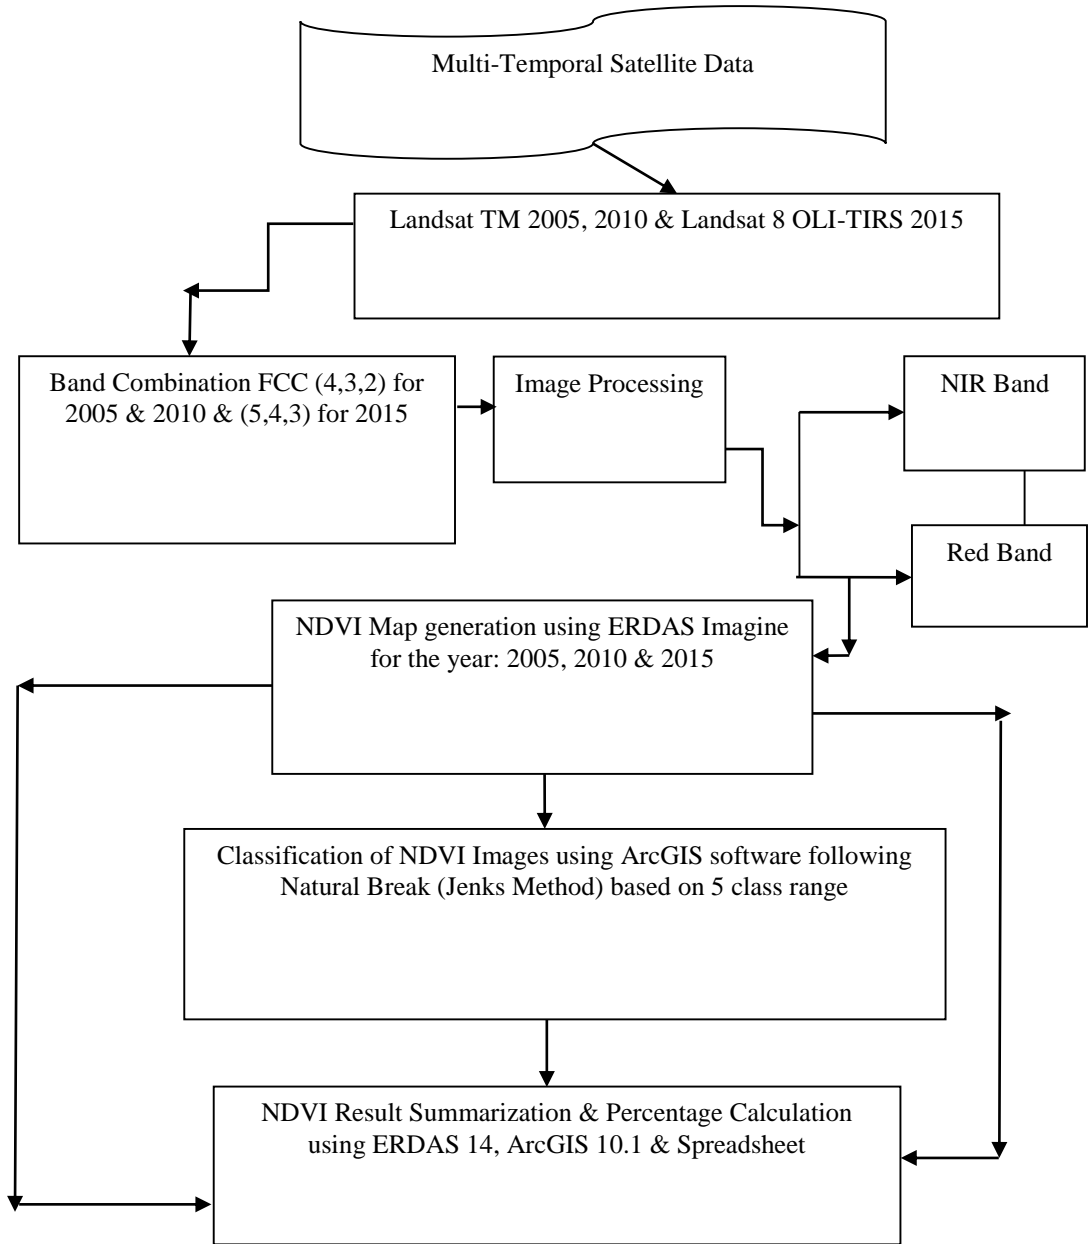 Multi-Temporal Satellite Data
Landsat TM 2005, 2010 & Landsat 8 OLI-TIRS 2015
Band Combination FCC (4,3,2) for
2005 & 2010 & (5,4,3) for 2015
Image Processing
NIR Band
Red Band
NDVI Map generation using ERDAS Imagine
for the year: 2005, 2010 & 2015
Classification of NDVI Images using ArcGIS software following
Natural Break (Jenks Method) based on 5 class range
NDVI Result Summarization & Percentage Calculation
using ERDAS 14, ArcGIS 10.1 & Spreadsheet